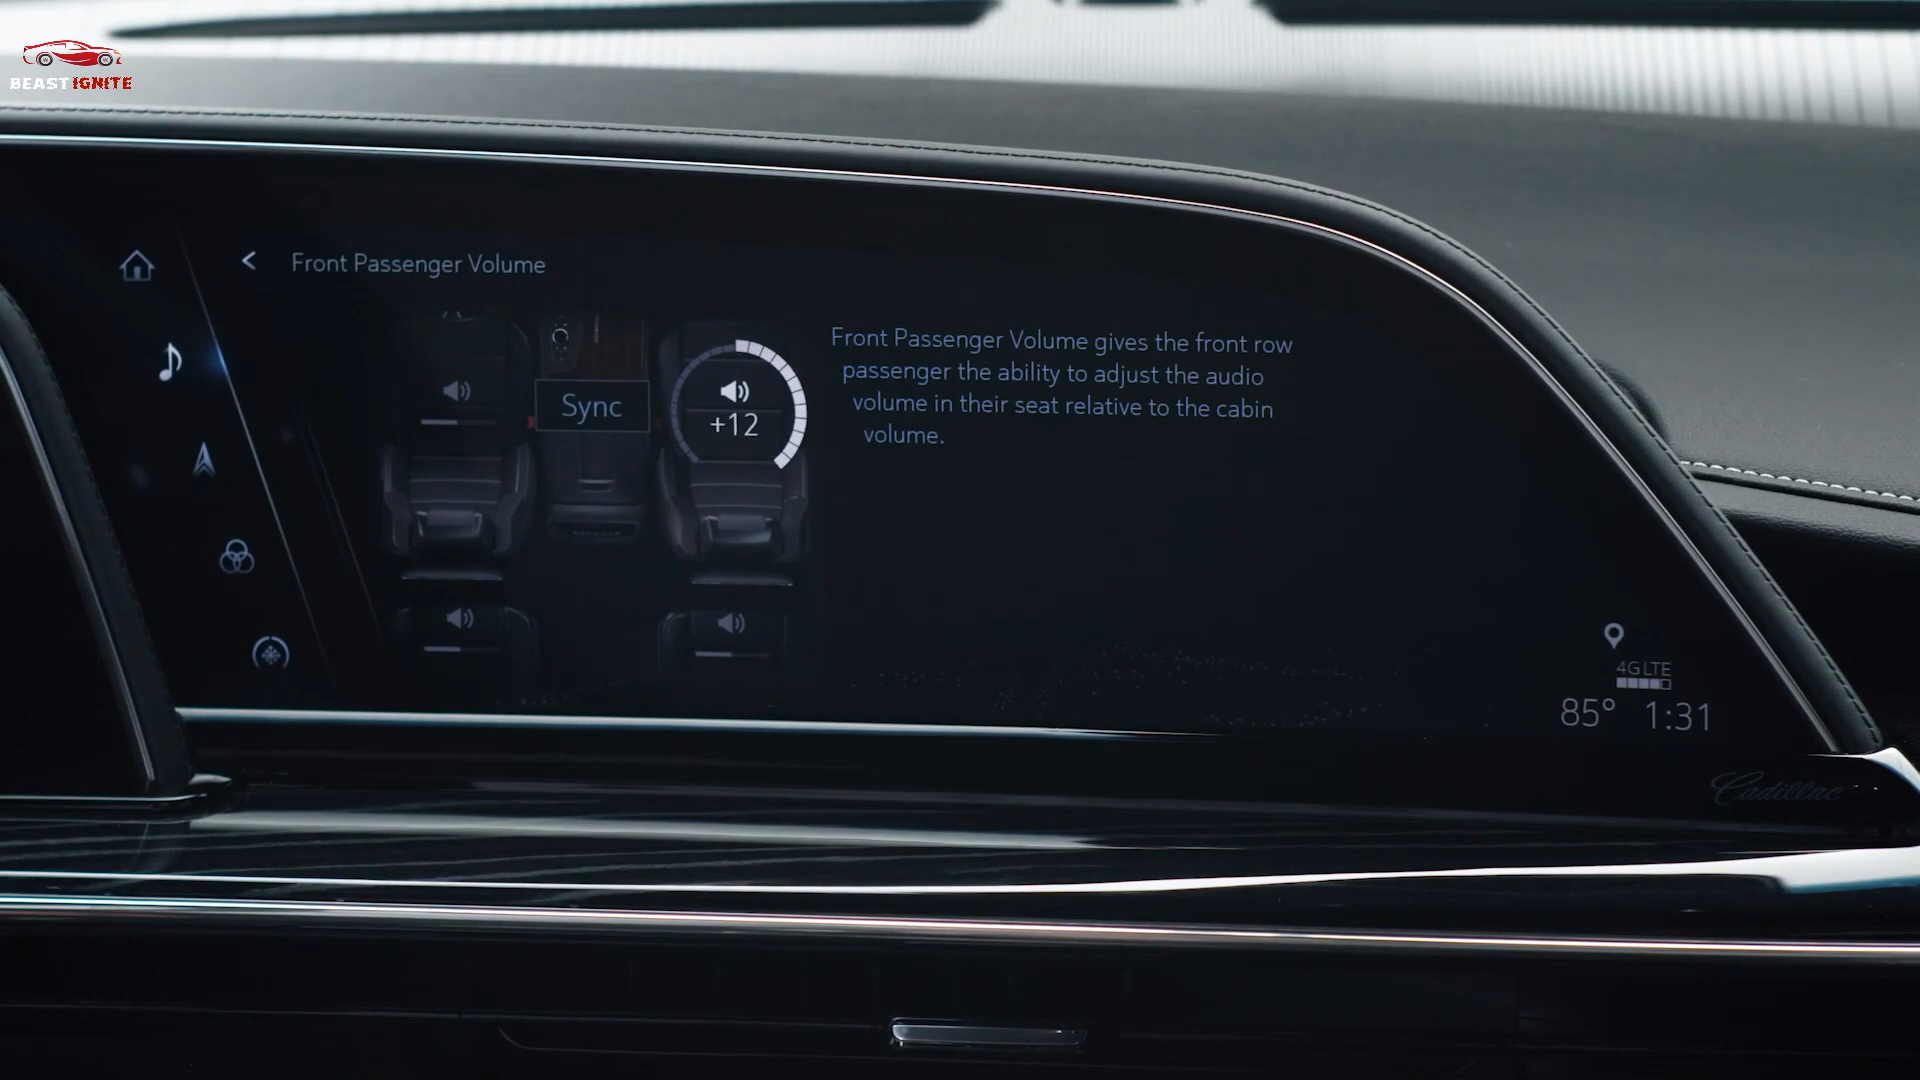 BEAST IGNITE
Front Passenger Volume
Front Passenger Volume gives the front row
passenger the ability to adjust the audio
volume in their seat relative to the cabin
volume.
Sync
+12
4G LTE
85° 1:31
Cadillac